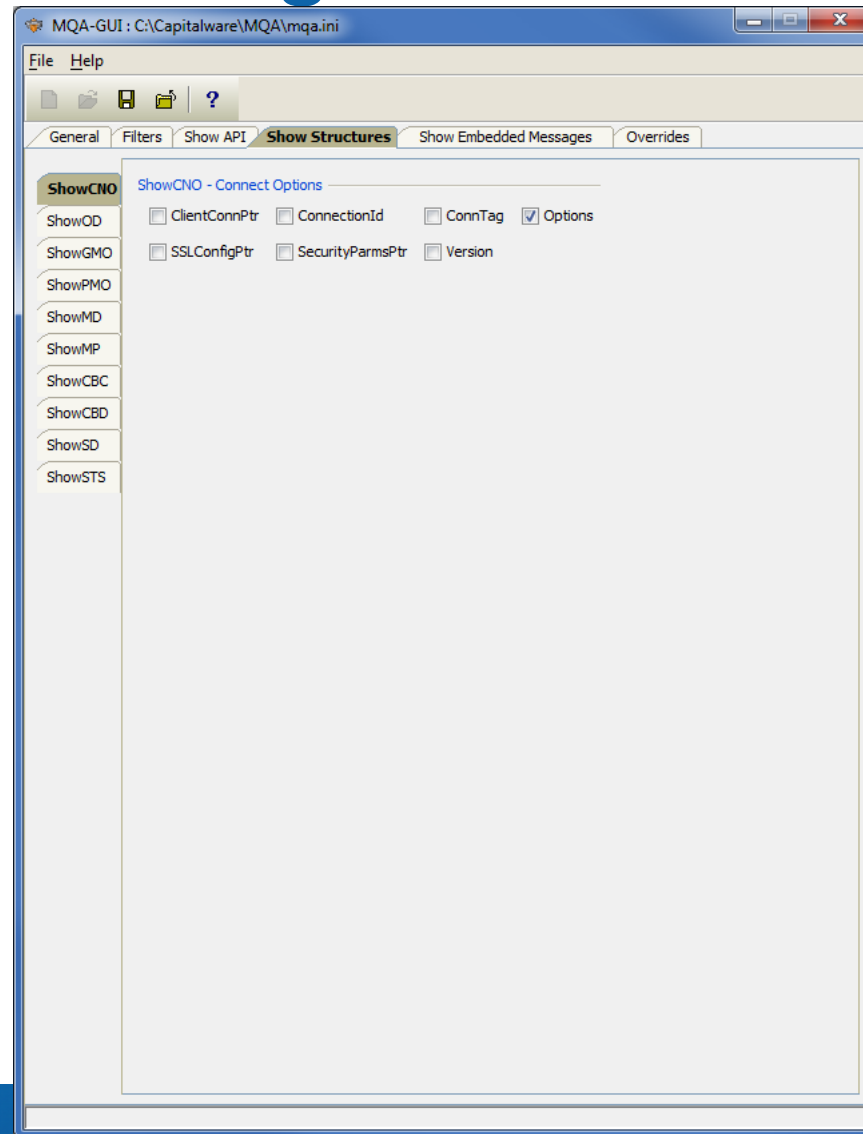 MQA-GUI : C:\Capitalware\MQA\mqa.ini
File Help
?
General Filters Show API Show Structures Show Embedded Messages Overrides
ShowCNO
ShowOD
ShowGMO
ShowPMO
ShowMD
ShowMP
ShowCBC
ShowCBD
ShowSD
ShowSTS
ShowCNO - Connect Options
ClientConnPtr ConnectionId ConnTag Options
SSLConfigPtr SecurityParmsPtr Version